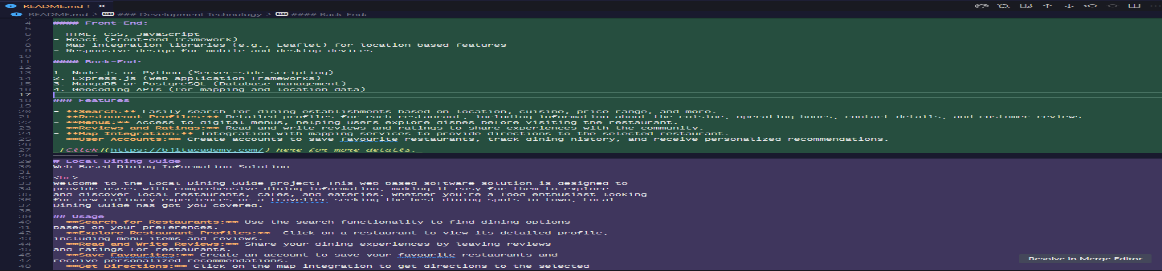 README.md !
README.md > ### Development Technology > #### Back-End:
#### Front End:
HTML, CSS, JavaScript
- React (Front-end framework)
Map integration libraries (e.g., Leaflet) for location based features
- Responsive design for mobile and desktop devices
#### Back-End:
1. Node.js or Python (Server-side scripting)
2. Express.js (web application frameworks)
3. MongoDB or PostgreSQL (Database management)
4. Geocoding APIs (for mapping and location data)
### Features
- **Search.** Easily search for dining establishments based on location, cuisine, price range, and more.
- **Restaurant Profiles:** Detailed profiles for each restaurant, including information about the cuisine, operating hours, contact details, and customer reviews.
- **Menus.** Access to digital menus, helping users explore dishes before visiting the restaurant.
- **Reviews and Ratings:** Read and write reviews and ratings to share experiences with the community.
- **Map Integration.** Integration with mapping services to provide directions to the selected restaurant.
- **User Accounts:** Create account to save favourite restaurants, track dining history, and receive personalized recommendations.
here for more details.
# Local Dining Guide
Web Based Dining Information Solution
Welcome to the Local Dining Guide project! This web based software solution is designed to
provide users with comprehensive dining information, making it easy for them to explore
and discover local restaurants, cafes, and eateries. Whether you're a food enthusiast looking
for new culinary experiences or a traveller seeking the best dining spots in town, Local
Dining Guide has got you covered.
## Usage
**Search for Restaurants:** Use the search functionality to find dining options
based on your preferences.
**Explore Restaurant Profiles:** Click on a restaurant to view its detailed profile,
including menu items and reviews.
**Read and Write Reviews:** Share your dining experiences by leaving reviews
and ratings for restaurants.
**Save Favourites:** Create an account to save your favourite restaurants and
receive personalized recommendations.
**Get Directions:** Click on the map integration to get directions to the selected
Resolve in Merge Editor